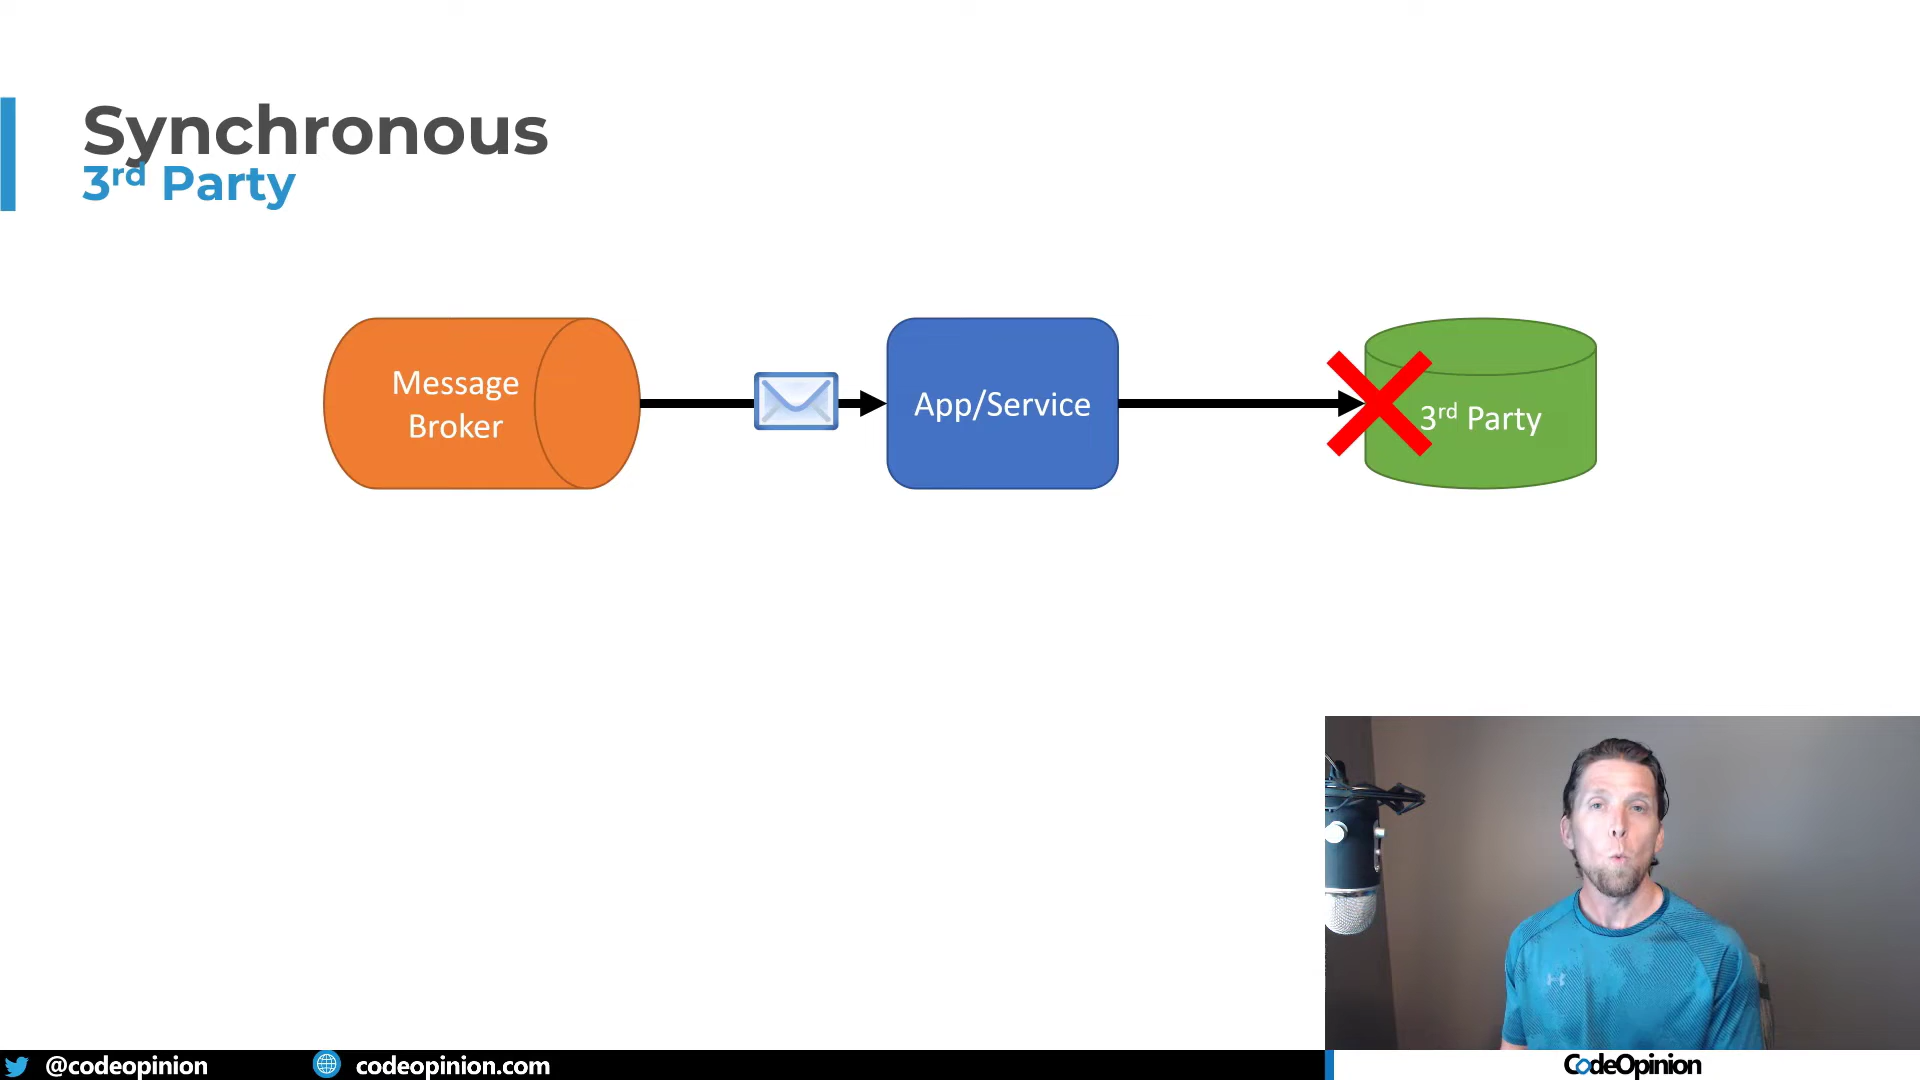 Synchronous
3rd Party
Message
Broker
App/Service
3rd Party
@codeopinion
codeopinion.com
CodeOpinion